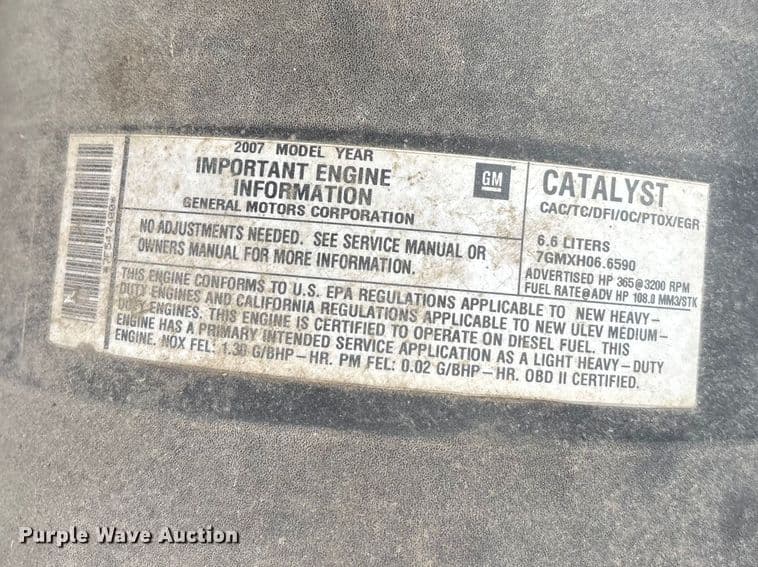 2007 MODEL YEAR
IMPORTANT ENGINE
INFORMATION
GENERAL MOTORS CORPORATION
GM
CATALYST
CAC/TC/DFI/OC/PTOX/EGR
NO ADJUSTMENTS NEEDED. SEE SERVICE MANUAL OR
OWNERS MANUAL FOR MORE INFORMATION.
6.6 LITERS
7GMXH06.6590
ADVERTISED HP 365@3200 RPM
FUEL RATE@ADV HP 108.0 MM3/STK
THIS ENGINE CONFORMS TO U.S. EPA REGULATIONS APPLICABLE TO NEW HEAVY-
DUTY ENGINES AND CALIFORNIA REGULATIONS APPLICABLE TO NEW ULEV MEDIUM-
DUTY ENGINES. THIS ENGINE IS CERTIFIED TO OPERATE ON DIESEL FUEL. THIS
ENGINE HAS A PRIMARY INTENDED SERVICE APPLICATION AS A LIGHT HEAVY-DUTY
ENGINE. NOX FEL: 1.30 G/BHP-HR. PM FEL: 0.02 G/BHP-HR. OBD II CERTIFIED.
Purple Wave Auction